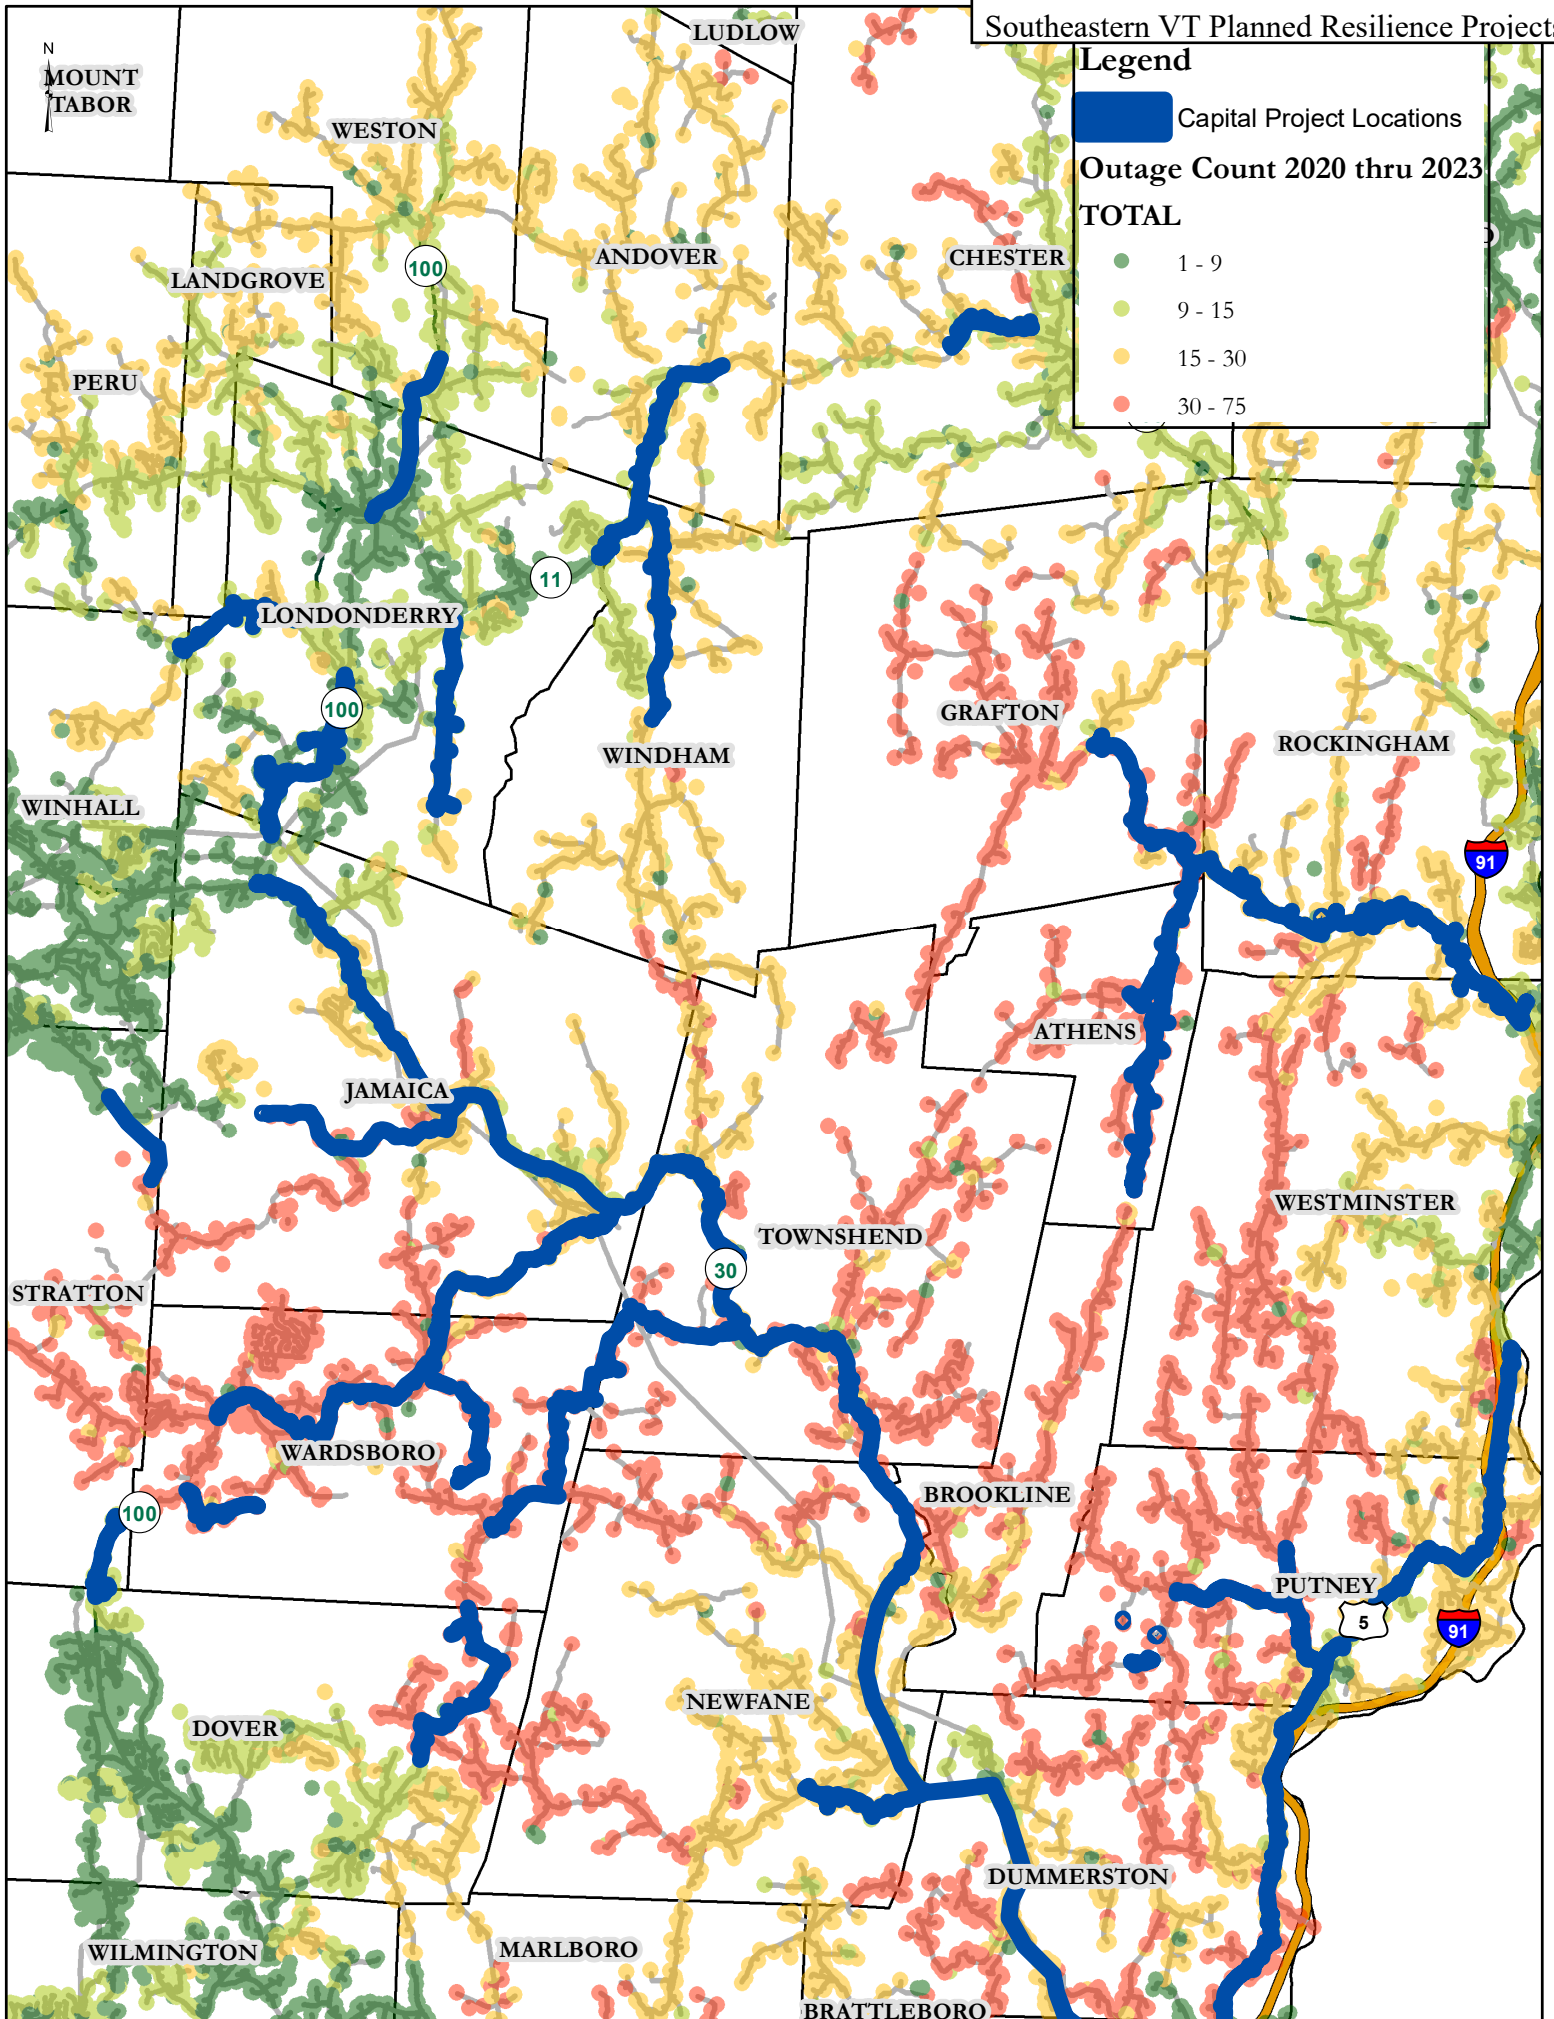 Southeastern VT Planned Resilience Projects
Legend
Capital Project Locations
Outage Count 2020 thru 2023
TOTAL
1 - 9
9 - 15
15 - 30
30 - 75
N
MOUNT
TABOR
LUDLOW
WESTON
ANDOVER
CHESTER
100
LANDGROVE
PERU
11
LONDONDERRY
100
GRAFTON
ROCKINGHAM
WINDHAM
WINHALL
91
ATHENS
JAMAICA
WESTMINSTER
TOWNSHEND
30
STRATTON
WARDSBORO
BROOKLINE
100
PUTNEY
5
91
NEWFANE
DOVER
DUMMERSTON
WILMINGTON
MARLBORO
BRATTLEBORO